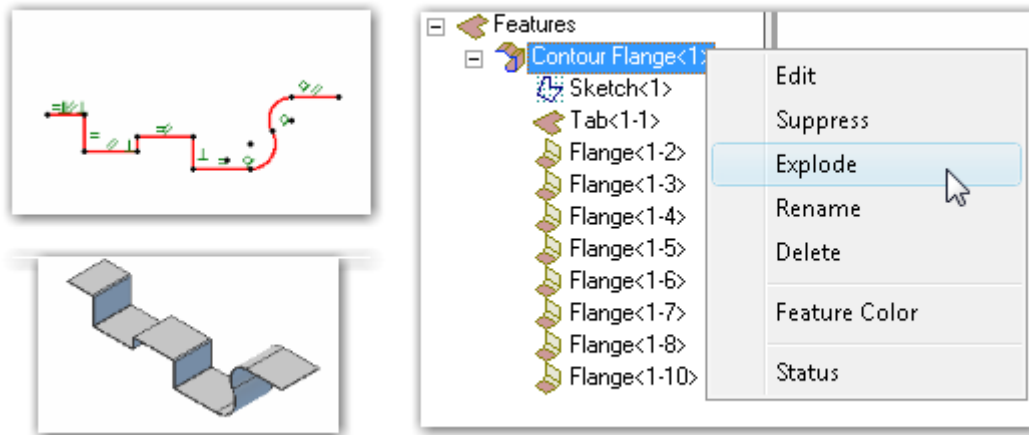 Features
Contour Flange<1>
Sketch<1>
Tab<1-1>
Flange<1-2>
Flange<1-3>
Flange<1-4>
Flange<1-5>
Flange<1-6>
Flange<1-7>
Flange<1-8>
Flange<1-10>
Edit
Suppress
Explode
Rename
Delete
Feature Color
Status